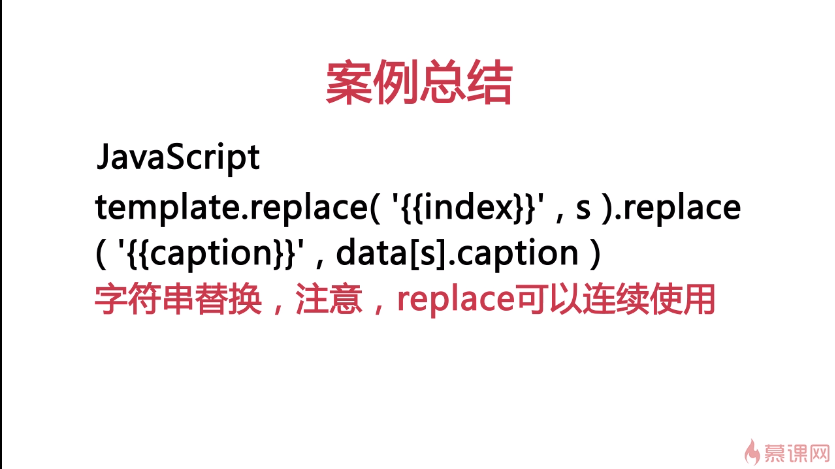 案例总结
JavaScript
template.replace( '{{index}}' , s ).replace
( '{{caption}}' , data[s].caption )
字符串替换，注意，replace可以连续使用
慕课网